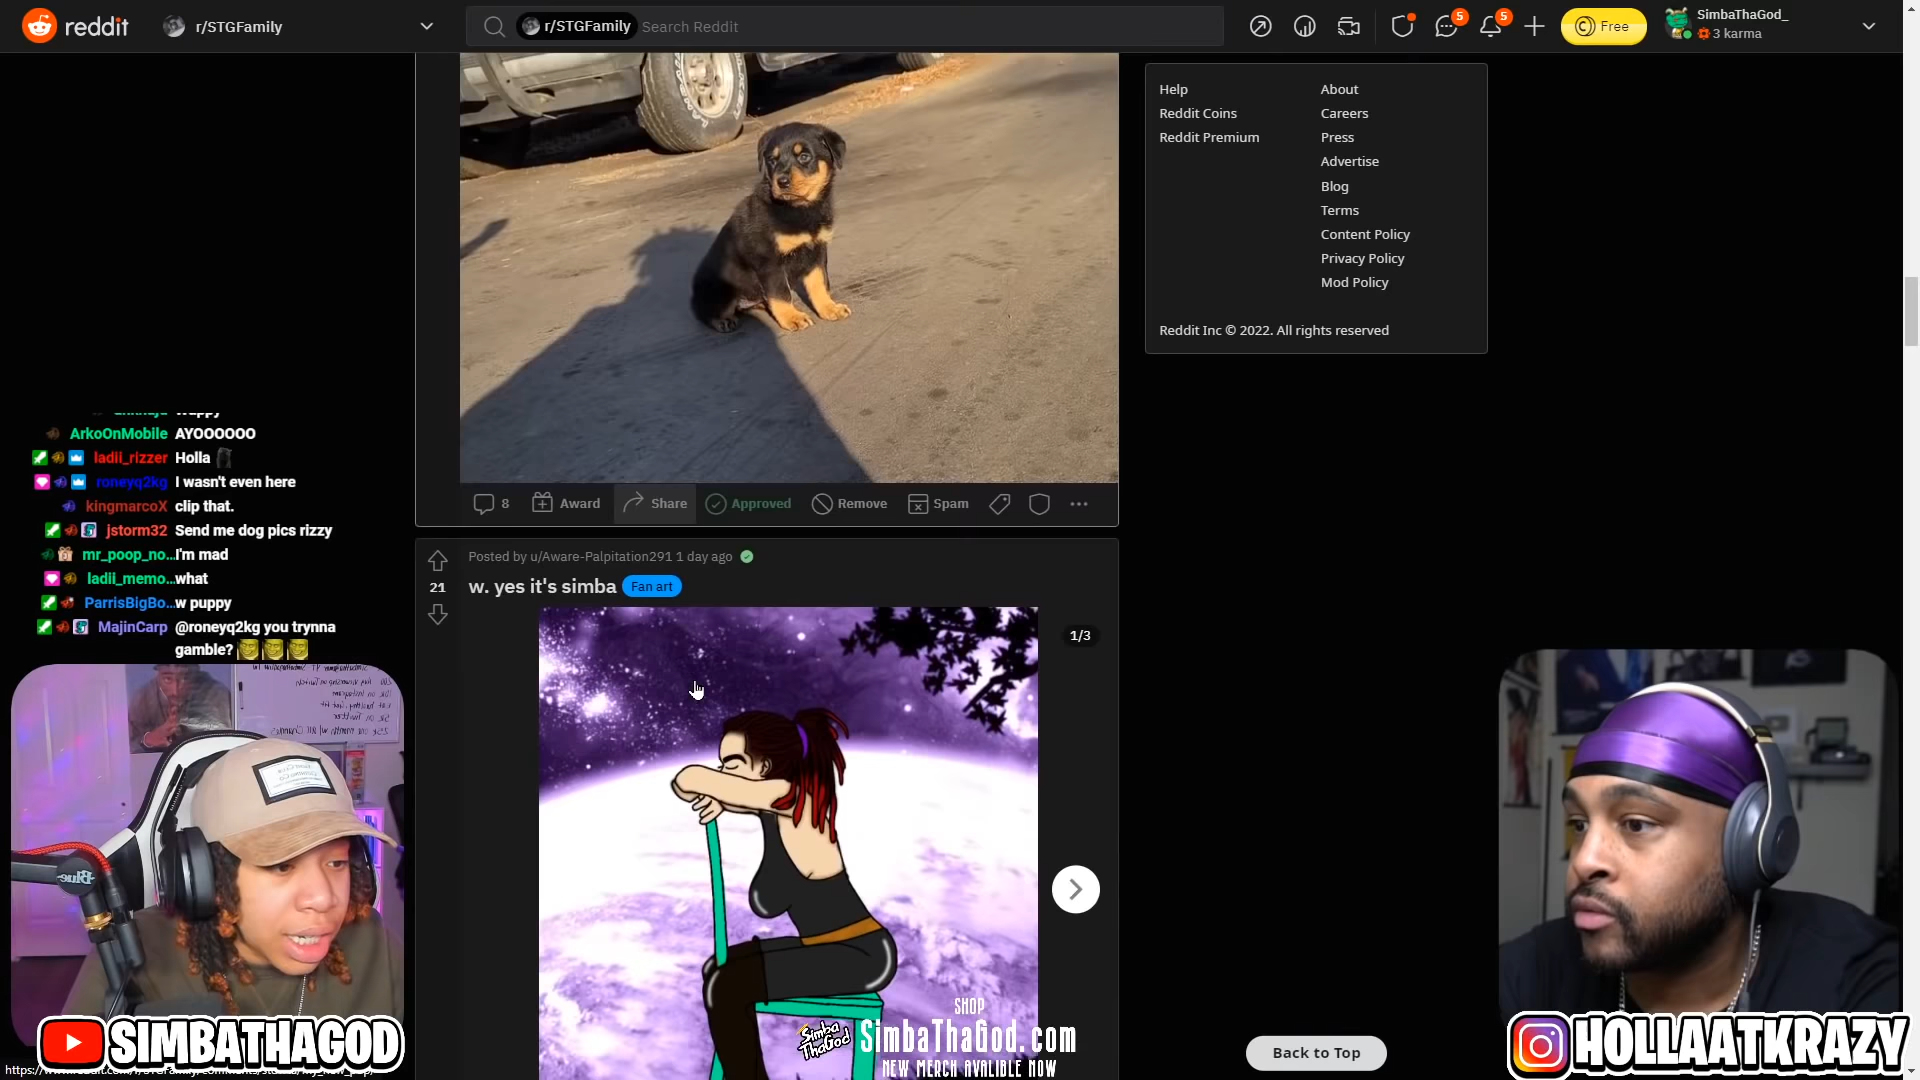 reddit
r/STGFamily
r/STGFamily Search Reddit
5
5
Free
SimbaThaGod_
3 karma
Help
About
Reddit Coins
Careers
Reddit Premium
Press
Advertise
Blog
Terms
Content Policy
Privacy Policy
Mod Policy
Reddit Inc © 2022. All rights reserved
ArkoOnMobile AYOOOOOO
ladii_rizzer Holla
roneyq2kg I wasn't even here
kingmarcoX clip that.
jstorm32 Send me dog pics rizzy
mr_poop_no... I'm mad
ladii_memo... what
ParrisBigBo... w puppy
MajinCarp @roneyq2kg you trynna
gamble?
8 Award Share Approved Remove Spam
Posted by u/Aware-Palpitation291 1 day ago
21
w. yes it's simba Fan art
1/3
SHOP
Simba ThaGod
SimbaThaGod.com
NEW MERCH AVALIBLE NOW
Back to Top
Blue
SIMBATHAGOD
HOLLAATKRAZY